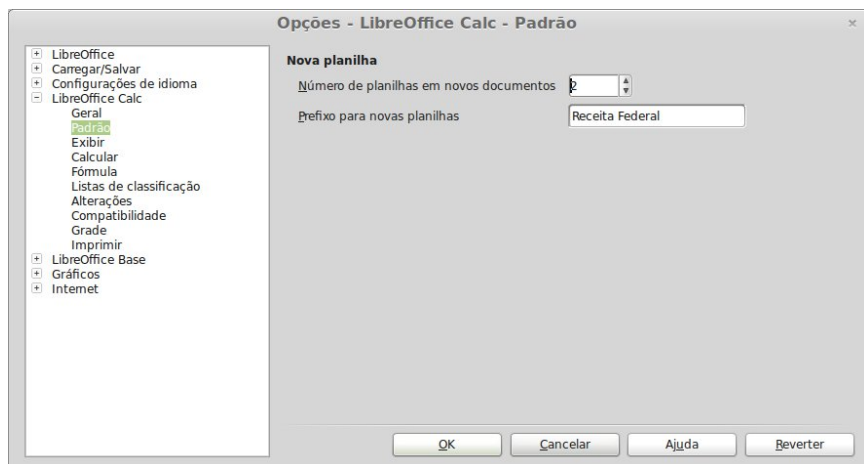 Opções - LibreOffice Calc - Padrão
LibreOffice
Carregar/Salvar
Configurações de idioma
LibreOffice Calc
Geral
Padrão
Exibir
Calcular
Fórmula
Listas de classificação
Alterações
Compatibilidade
Grade
Imprimir
LibreOffice Base
Gráficos
Internet
Nova planilha
Número de planilhas em novos documentos 2
Prefixo para novas planilhas Receita Federal
OK Cancelar Ajuda Reverter